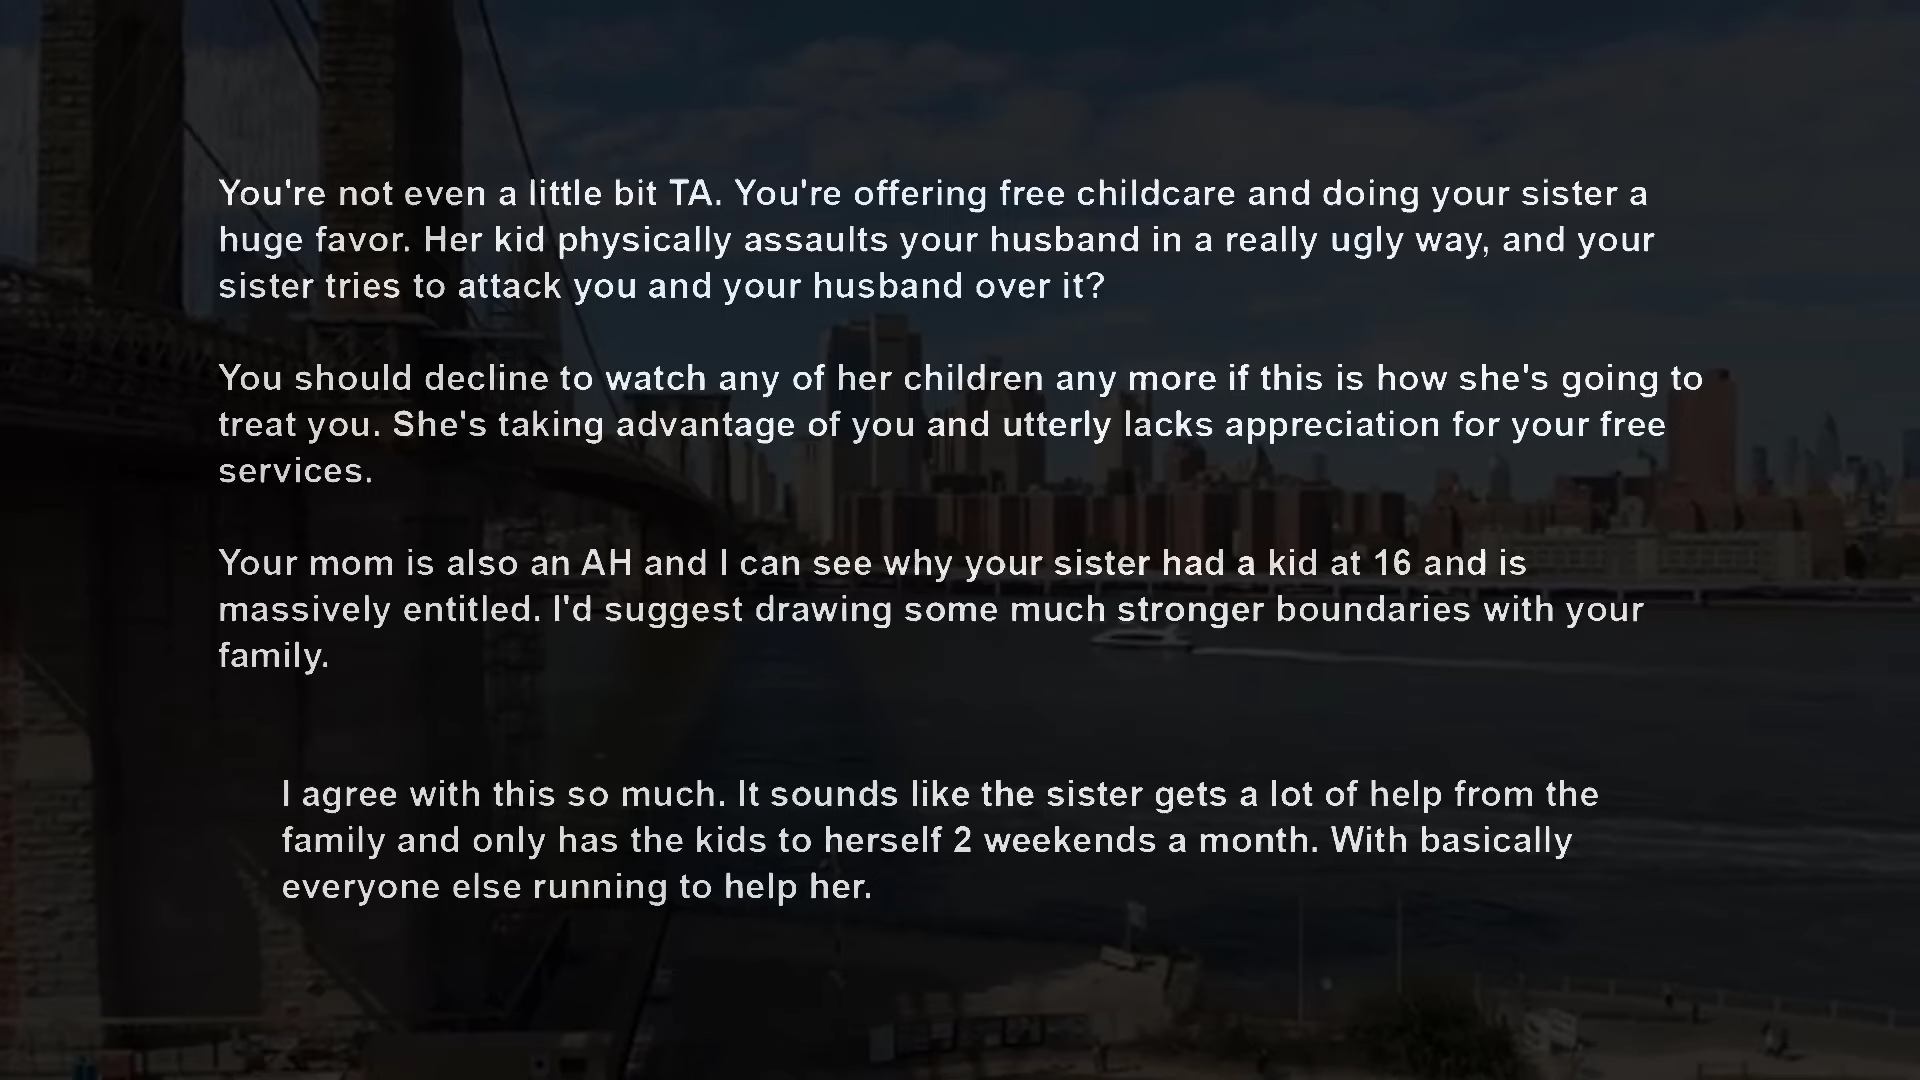 You're not even a little bit TA. You're offering free childcare and doing your sister a
huge favor. Her kid physically assaults your husband in a really ugly way, and your
sister tries to attack you and your husband over it?
You should decline to watch any of her children any more if this is how she's going to
treat you. She's taking advantage of you and utterly lacks appreciation for your free
services.
Your mom is also an AH and I can see why your sister had a kid at 16 and is
massively entitled. I'd suggest drawing some much stronger boundaries with your
family.
I agree with this so much. It sounds like the sister gets a lot of help from the
family and only has the kids to herself 2 weekends a month. With basically
everyone else running to help her.